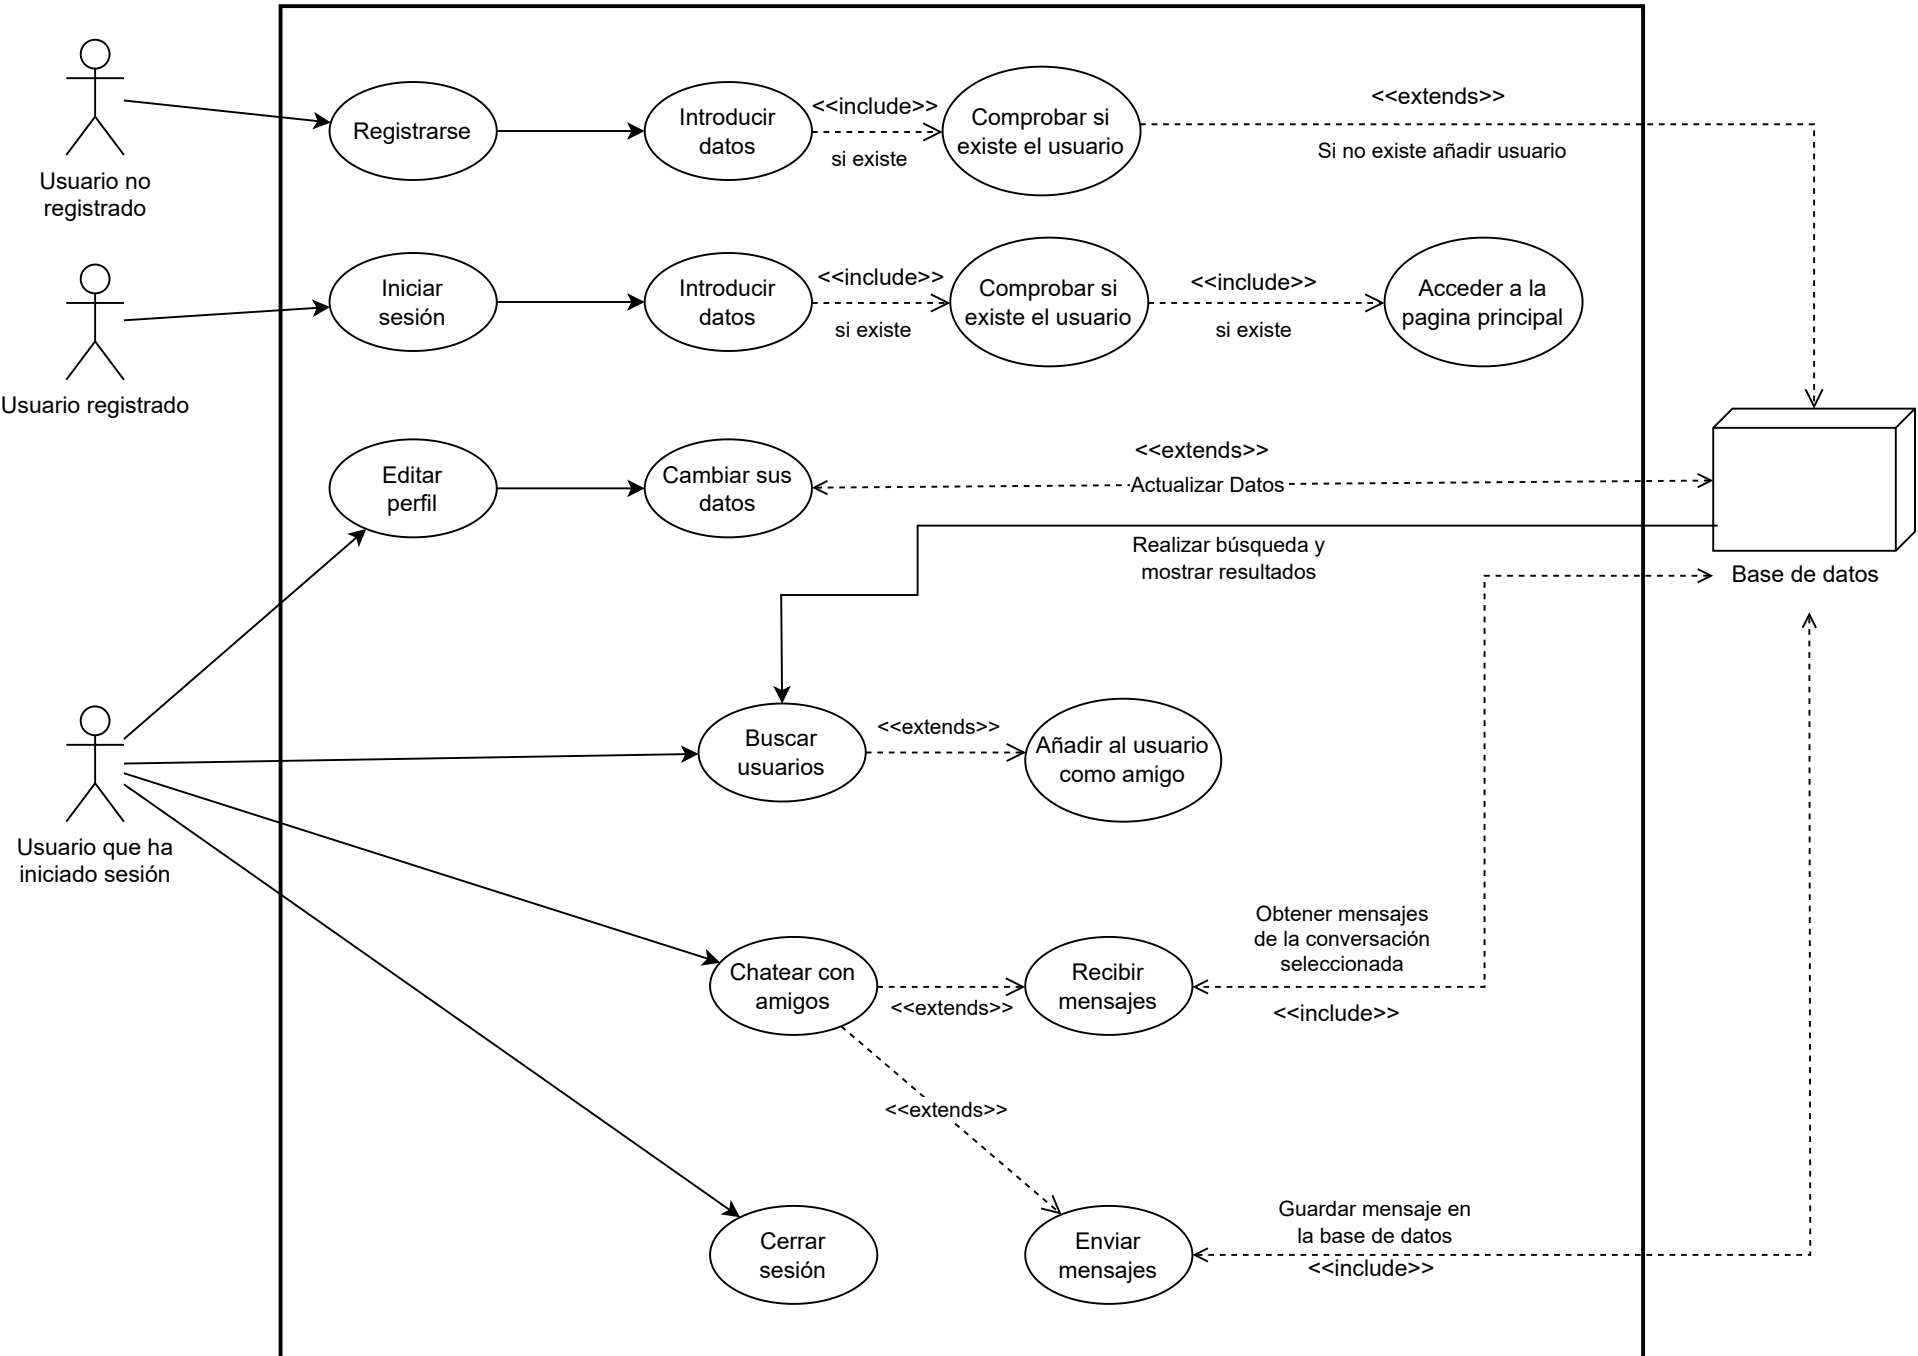 Usuario no
registrado
Registrarse
Introducir
datos
<<include>>
si existe
Comprobar si
existe el usuario
<<extends>>
Si no existe añadir usuario
Usuario registrado
Iniciar
sesión
Introducir
datos
<<include>>
si existe
Comprobar si
existe el usuario
<<include>>
si existe
Acceder a la
pagina principal
Editar
perfil
Cambiar sus
datos
<<extends>>
Actualizar Datos
Realizar búsqueda y
mostrar resultados
Base de datos
Usuario que ha
iniciado sesión
Buscar
usuarios
<<extends>>
Añadir al usuario
como amigo
Chatear con
amigos
<<extends>>
Recibir
mensajes
Obtener mensajes
de la conversación
seleccionada
<<include>>
<<extends>>
Cerrar
sesión
Enviar
mensajes
Guardar mensaje en
la base de datos
<<include>>